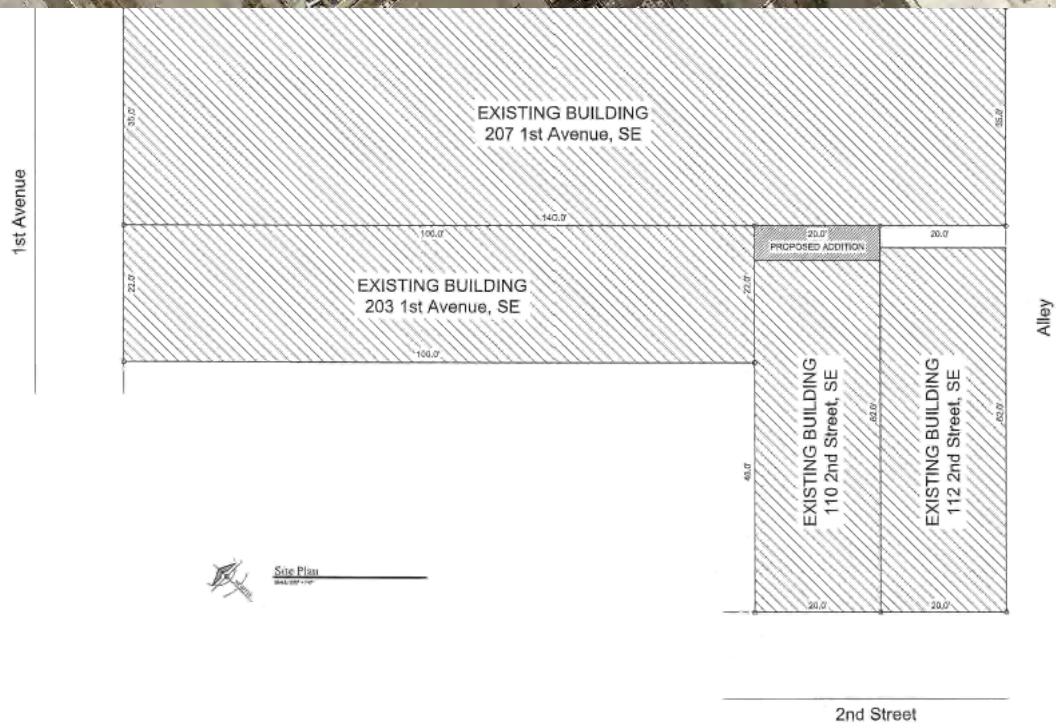 1st Avenue
35.0'
EXISTING BUILDING
207 1st Avenue, SE
35.0'
140.0'
100.0'
20.0'
20.0'
PROPOSED ADDITION
22.0'
EXISTING BUILDING
203 1st Avenue, SE
22.0'
100.0'
Alley
EXISTING BUILDING
110 2nd Street, SE
62.0'
EXISTING BUILDING
112 2nd Street, SE
62.0'
40.0'
Site Plan
20.0'
20.0'
2nd Street